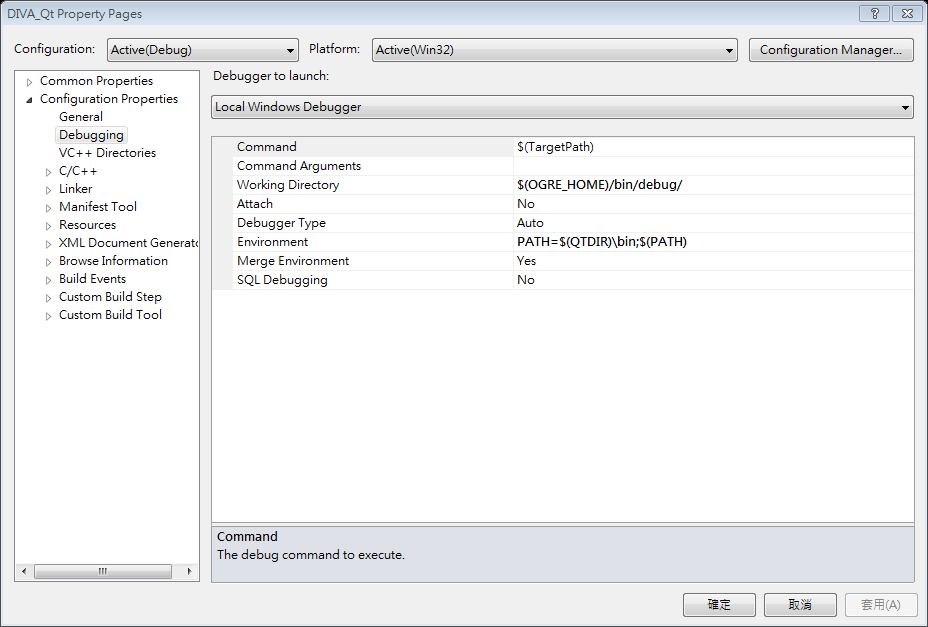 DIVA_Qt Property Pages
Configuration: Active(Debug) Platform: Active(Win32) Configuration Manager...
Common Properties
Configuration Properties
General
Debugging
VC++ Directories
C/C++
Linker
Manifest Tool
Resources
XML Document Generato
Browse Information
Build Events
Custom Build Step
Custom Build Tool
Debugger to launch:
Local Windows Debugger
Command $(TargetPath)
Command Arguments
Working Directory $(OGRE_HOME)/bin/debug/
Attach No
Debugger Type Auto
Environment PATH=$(QTDIR)\bin;$(PATH)
Merge Environment Yes
SQL Debugging No
Command
The debug command to execute.
確定 取消 套用(A)